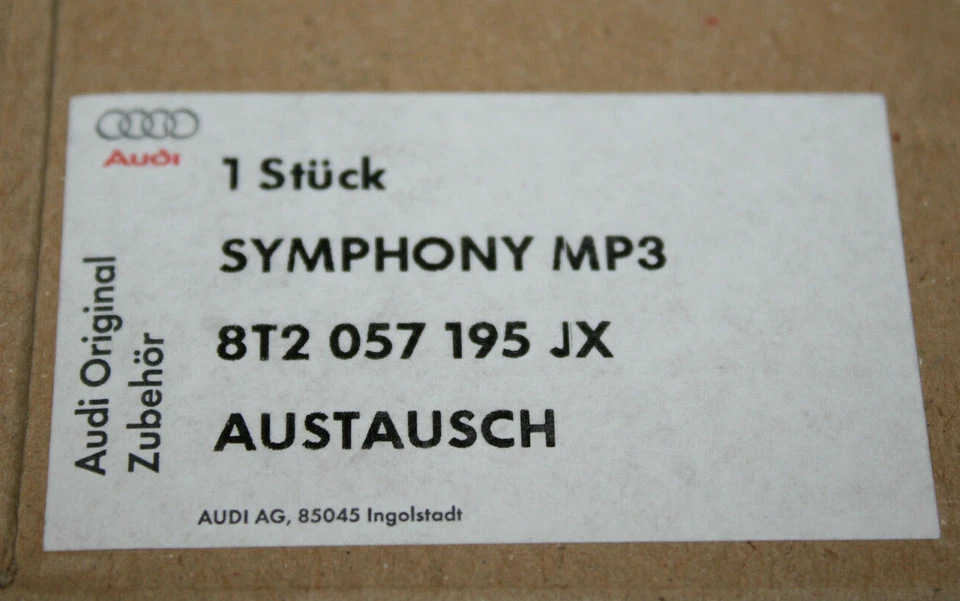 Audi
1 Stück
SYMPHONY MP3
8T2 057 195 JX
AUSTAUSCH
Audi Original
Zubehör
AUDI AG, 85045 Ingolstadt